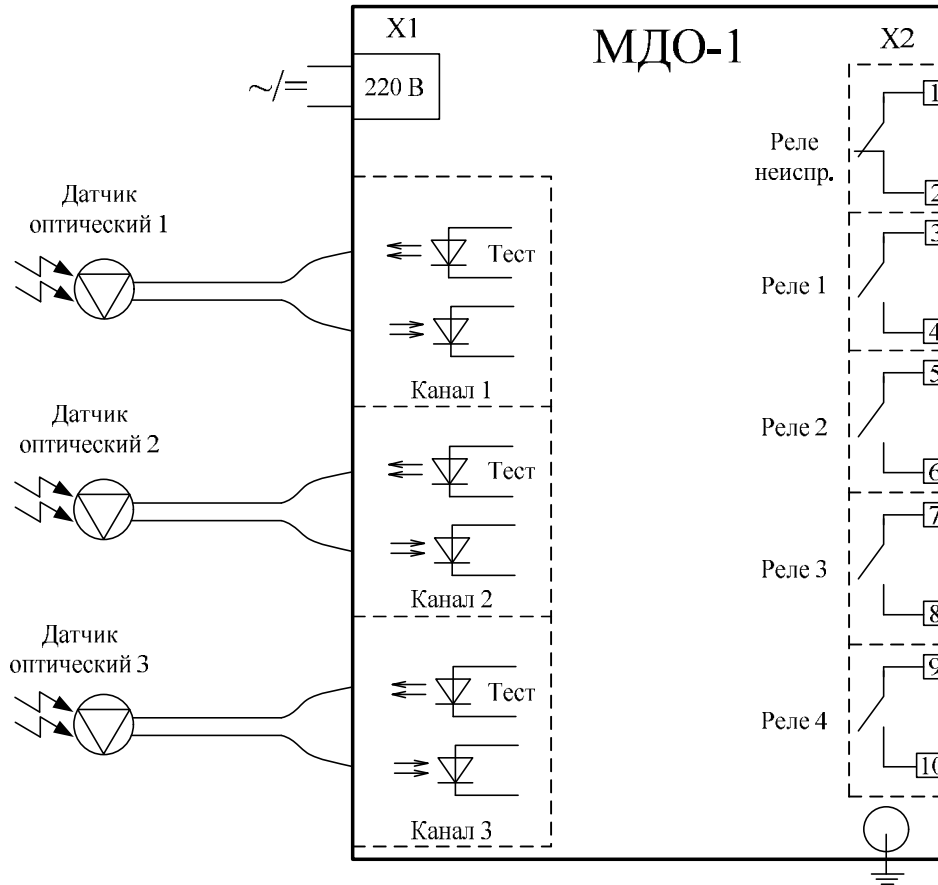 X1
МДО-1
X2
~/=
220 В
1
Реле
неиспр.
2
Датчик
оптический 1
Тест
3
Реле 1
4
Канал 1
5
Датчик
оптический 2
Реле 2
Тест
6
7
Реле 3
Канал 2
8
Датчик
оптический 3
Тест
9
Реле 4
10
Канал 3